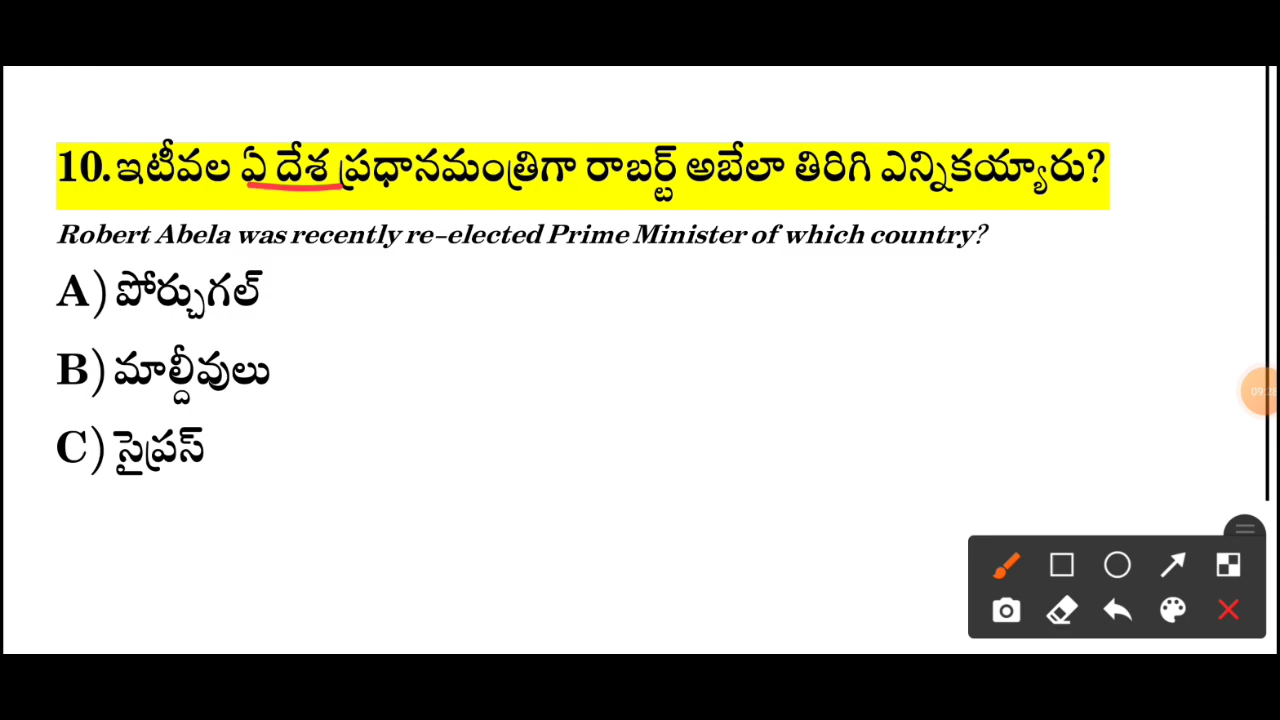 10. ఇటీవల ఏ దేశ ప్రధానమంత్రిగా రాబర్ట్ అబేలా తిరిగి ఎన్నికయ్యారు?
Robert Abela was recently re-elected Prime Minister of which country?
A) పోర్చుగల్
B) మాల్దీవులు
C) సైప్రస్